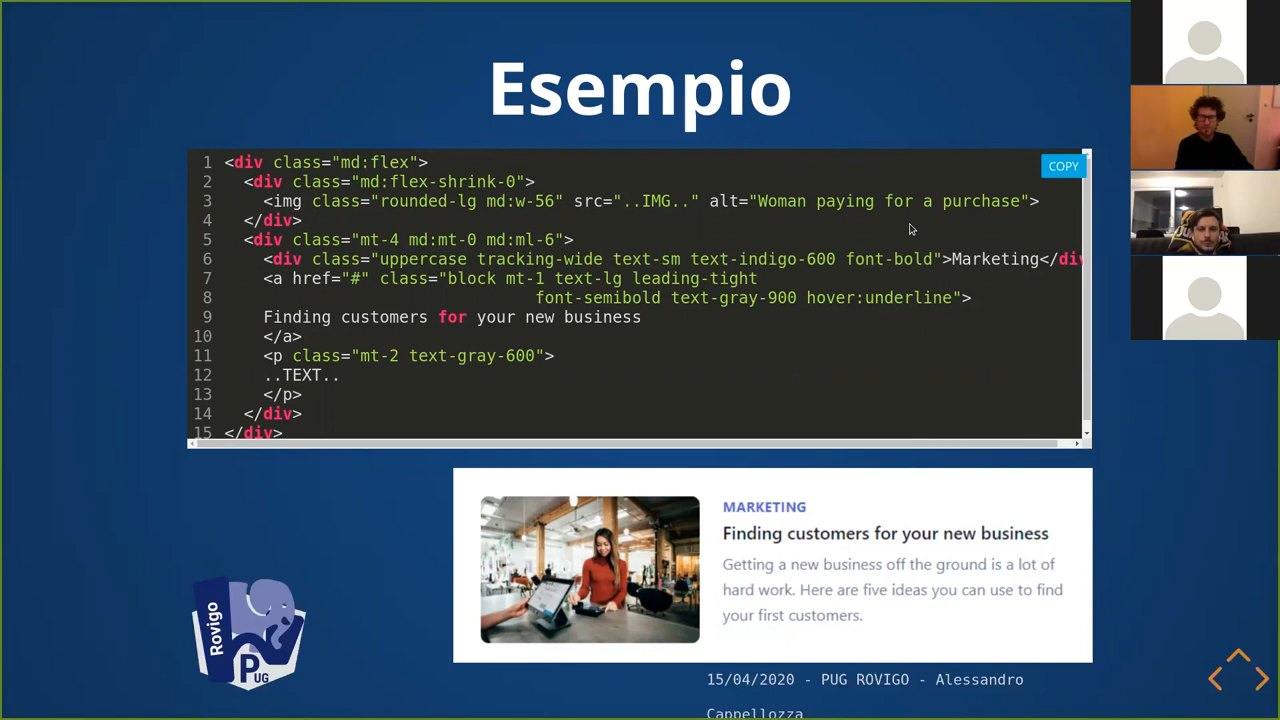 Esempio
COPY
1 <div class="md:flex">
2 <div class="md:flex-shrink-0">
3 <img class="rounded-lg md:w-56" src="..IMG.." alt="Woman paying for a purchase">
4 </div>
5 <div class="mt-4 md:mt-0 md:ml-6">
6 <div class="uppercase tracking-wide text-sm text-indigo-600 font-bold">Marketing</div
7 <a href="#" class="block mt-1 text-lg leading-tight
8 font-semibold text-gray-900 hover:underline">
9 Finding customers for your new business
10 </a>
11 <p class="mt-2 text-gray-600">
12 ..TEXT..
13 </p>
14 </div>
15 </div>
MARKETING
Finding customers for your new business
Getting a new business off the ground is a lot of
hard work. Here are five ideas you can use to find
your first customers.
Rovigo
PUG
15/04/2020 - PUG ROVIGO - Alessandro
Cappellozza